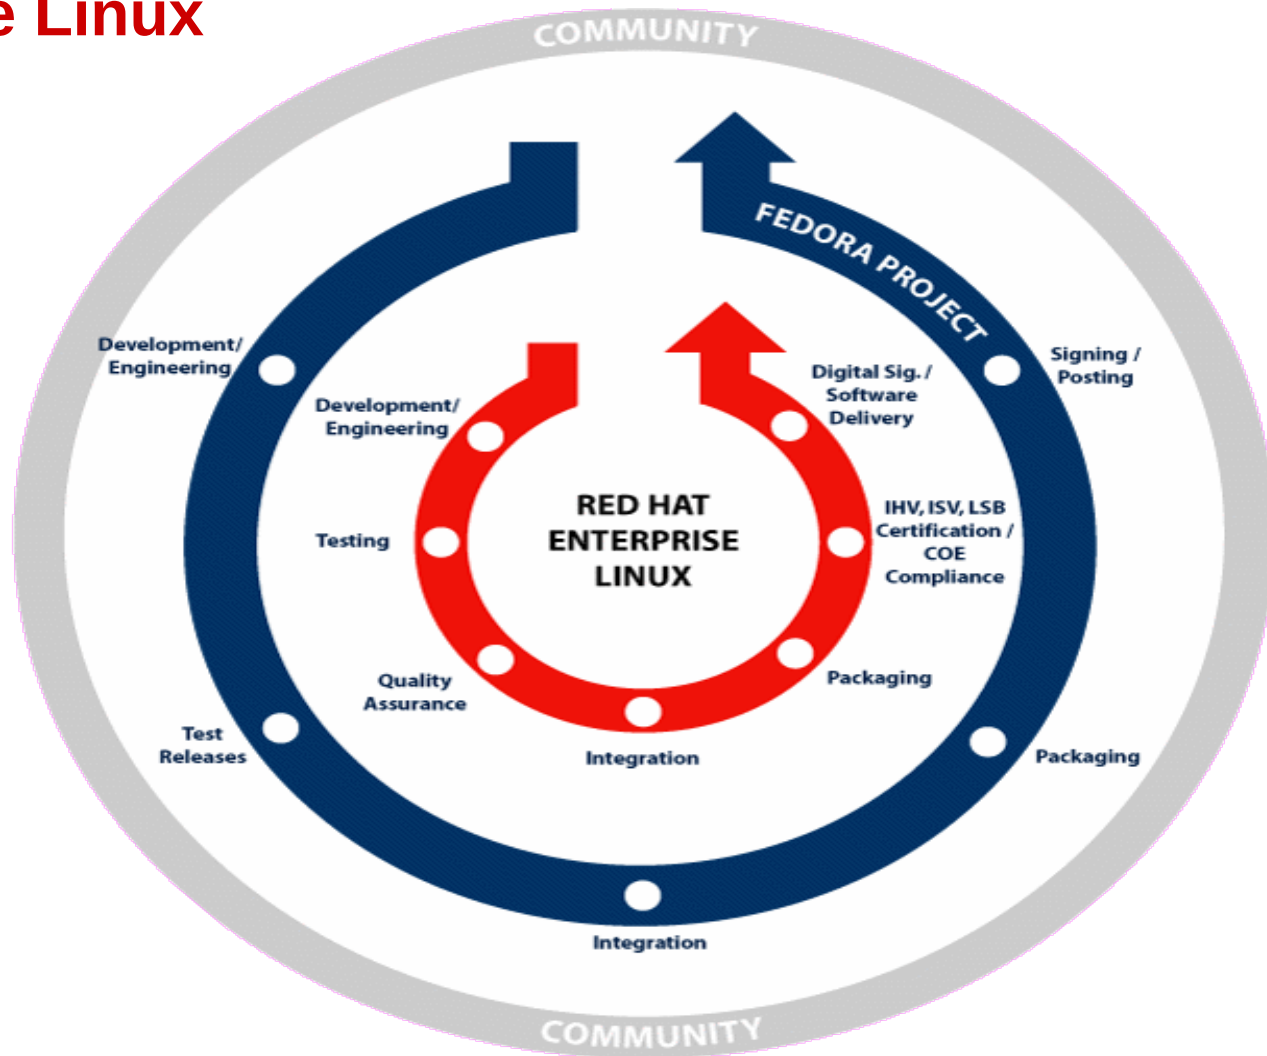 e Linux
COMMUNITY
FEDORA PROJECT
Development/
Engineering
Signing /
Posting
Digital Sig. /
Software
Delivery
Development/
Engineering
RED HAT
ENTERPRISE
LINUX
IHV, ISV, LSB
Certification /
COE
Compliance
Testing
Quality
Assurance
Packaging
Test
Releases
Integration
Packaging
Integration
COMMUNITY